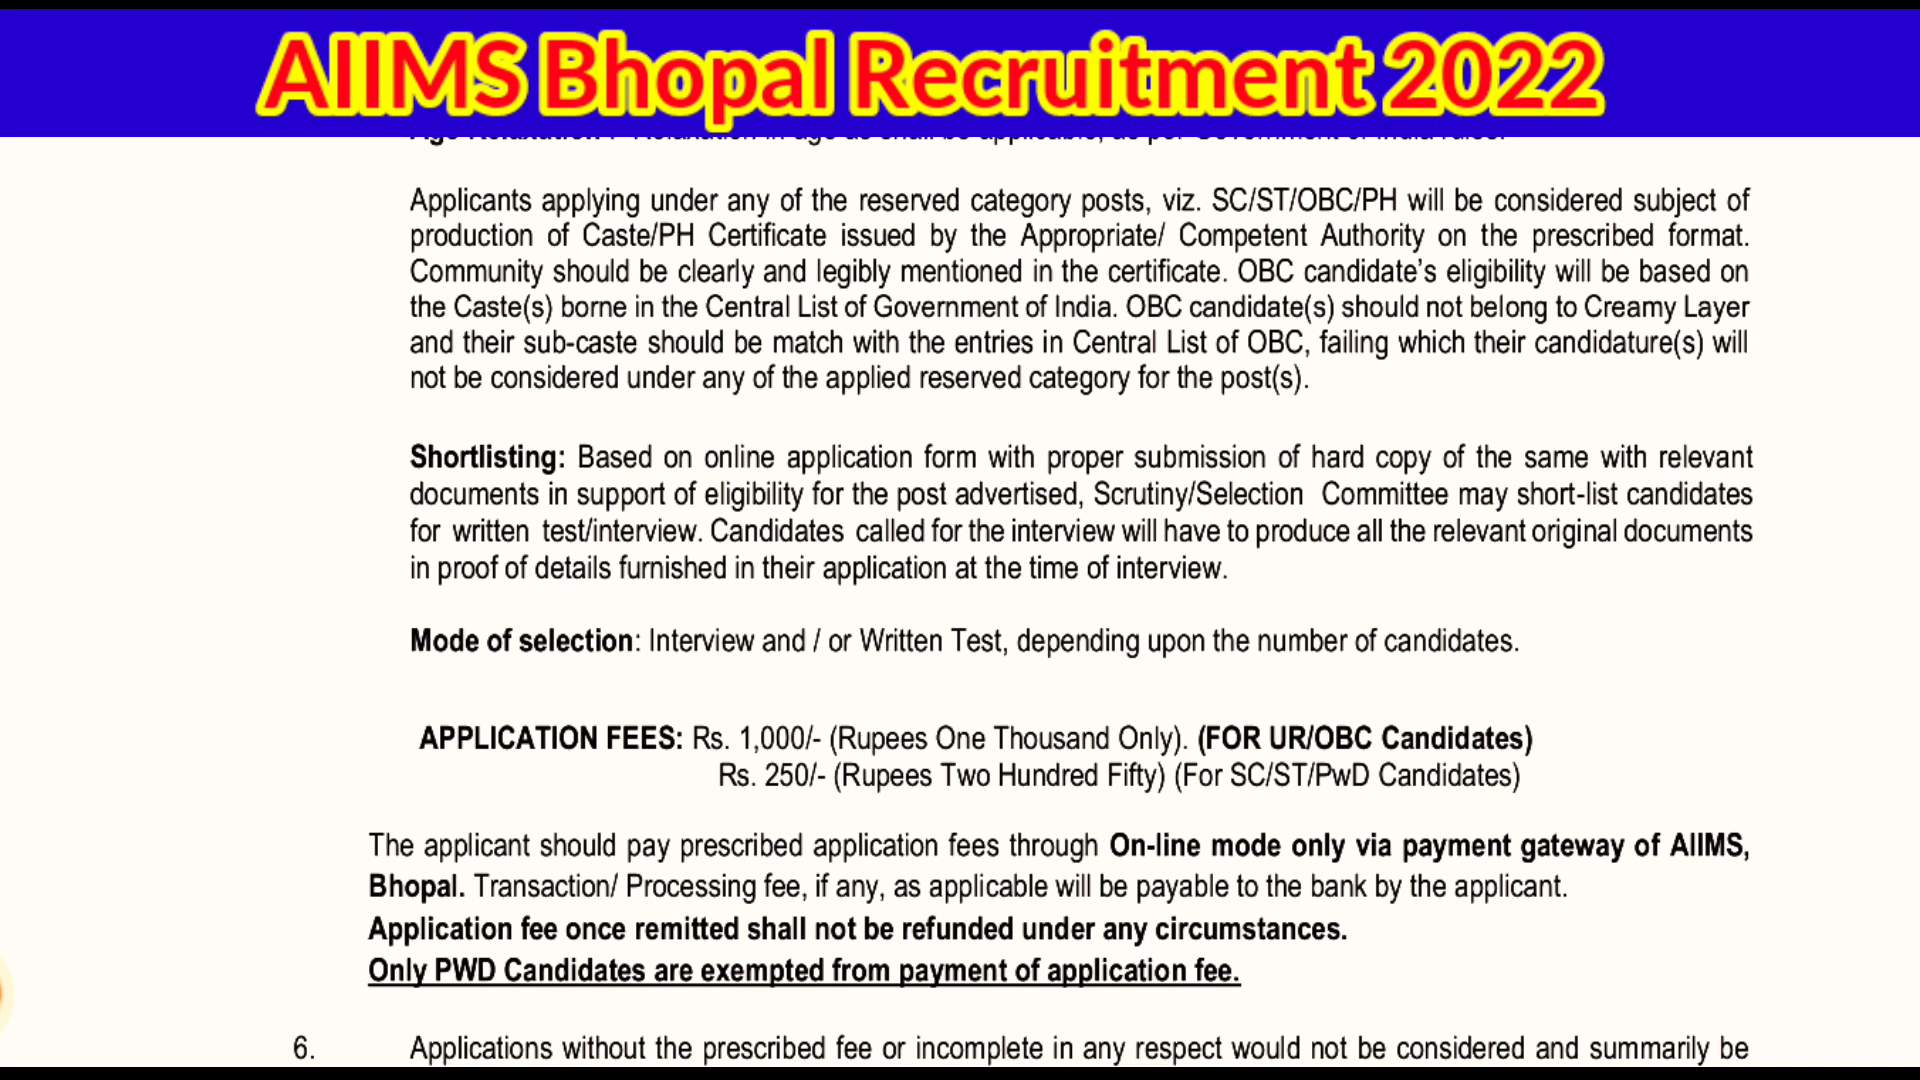 AIIMS Bhopal Recruitment 2022
Applicants applying under any of the reserved category posts, viz. SC/ST/OBC/PH will be considered subject of
production of Caste/PH Certificate issued by the Appropriate/ Competent Authority on the prescribed format.
Community should be clearly and legibly mentioned in the certificate. OBC candidate's eligibility will be based on
the Caste(s) borne in the Central List of Government of India. OBC candidate(s) should not belong to Creamy Layer
and their sub-caste should be match with the entries in Central List of OBC, failing which their candidature(s) will
not be considered under any of the applied reserved category for the post(s).
Shortlisting: Based on online application form with proper submission of hard copy of the same with relevant
documents in support of eligibility for the post advertised, Scrutiny/Selection Committee may short-list candidates
for written test/interview. Candidates called for the interview will have to produce all the relevant original documents
in proof of details furnished in their application at the time of interview.
Mode of selection: Interview and / or Written Test, depending upon the number of candidates.
APPLICATION FEES: Rs. 1,000/- (Rupees One Thousand Only). (FOR UR/OBC Candidates)
Rs. 250/- (Rupees Two Hundred Fifty) (For SC/ST/PwD Candidates)
The applicant should pay prescribed application fees through On-line mode only via payment gateway of AIIMS,
Bhopal. Transaction/ Processing fee, if any, as applicable will be payable to the bank by the applicant.
Application fee once remitted shall not be refunded under any circumstances.
Only PWD Candidates are exempted from payment of application fee.
6. Applications without the prescribed fee or incomplete in any respect would not be considered and summarily be